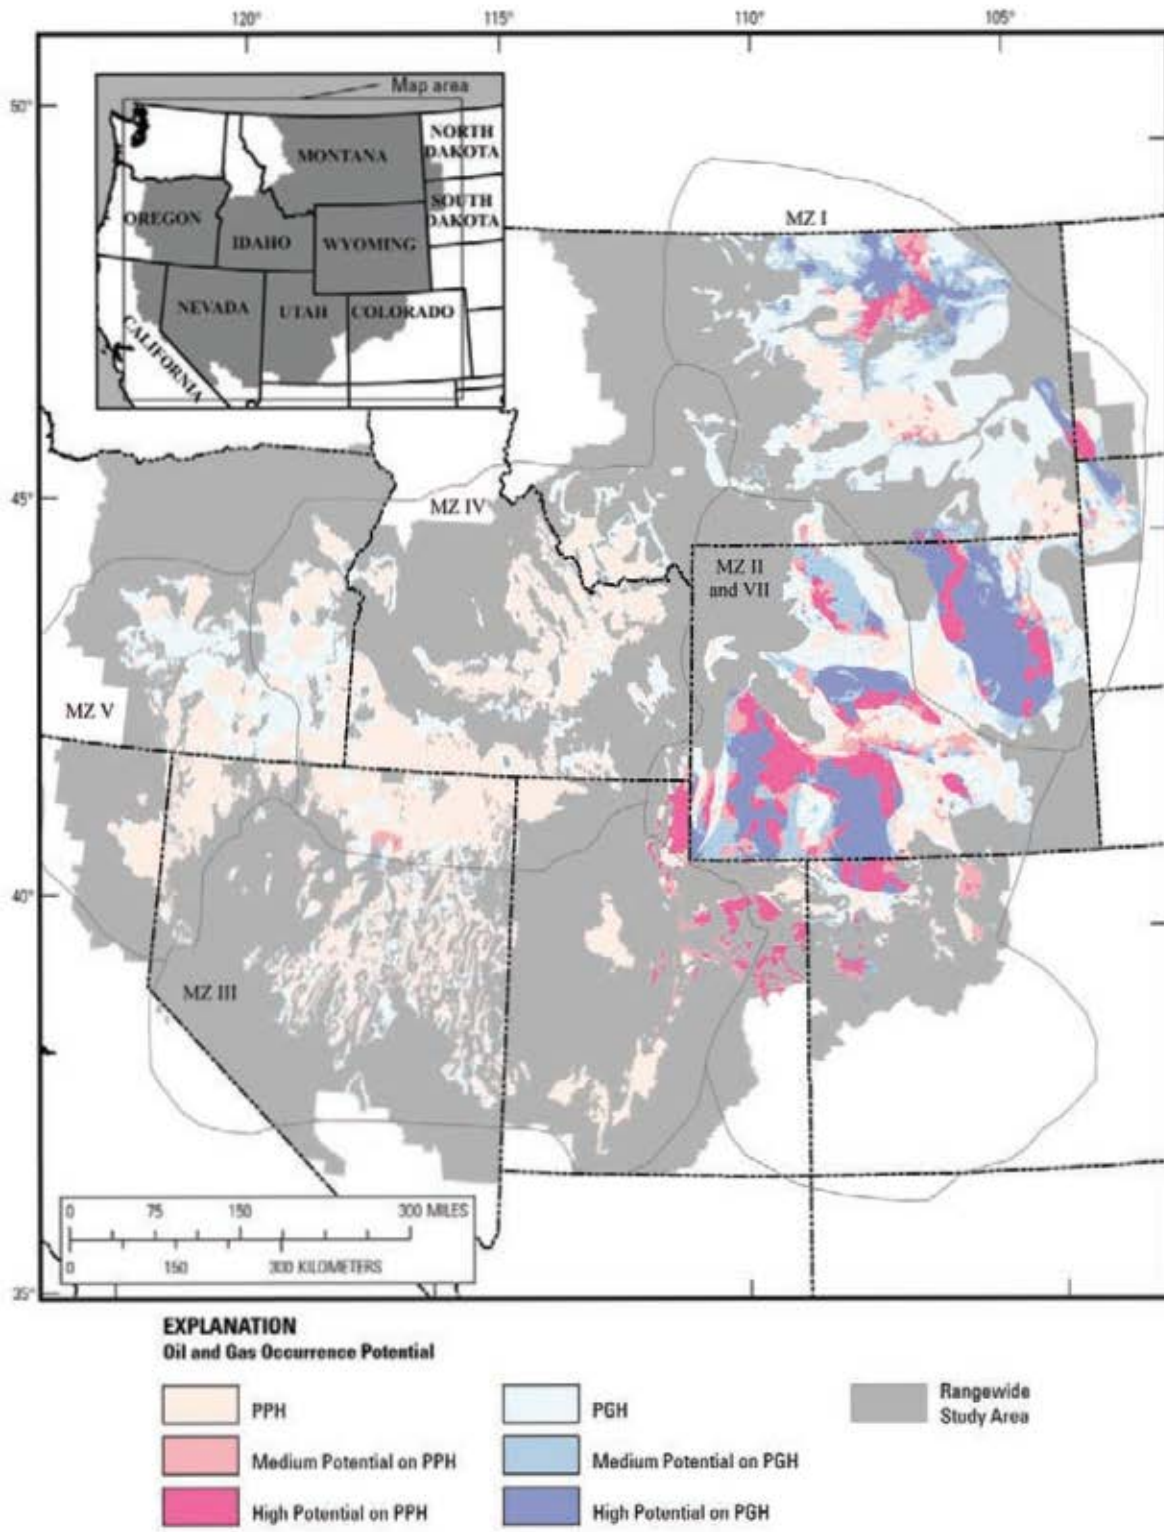 120°
115°
110°
105°
50°
45°
40°
35°
Map area
NORTH
DAKOTA
MONTANA
SOUTH
DAKOTA
OREGON
IDAHO
WYOMING
NEVADA
UTAH
COLORADO
CALIFORNIA
MZ I
MZ IV
MZ II
and VII
MZ V
MZ III
0 75 150 300 MILES
0 150 300 KILOMETERS
EXPLANATION
Oil and Gas Occurrence Potential
PPH
Medium Potential on PPH
High Potential on PPH
PGH
Medium Potential on PGH
High Potential on PGH
Rangewide
Study Area